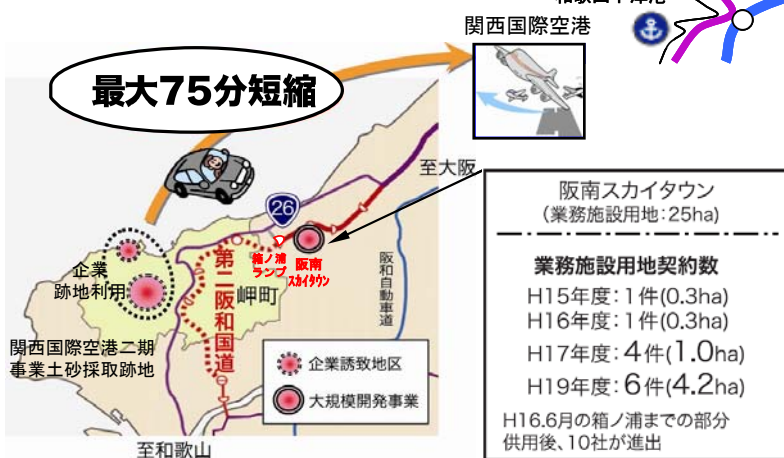 関西国際空港
最大75分短縮
至大阪
26
箱ノ浦
ランプ
阪南
スカイタウン
企業
跡地利用
第二阪和国道
岬町
阪和自動車道
関西国際空港二期
事業土砂採取跡地
企業誘致地区
大規模開発事業
至和歌山
阪南スカイタウン
(業務施設用地:25ha)
業務施設用地契約数
H15年度:1件(0.3ha)
H16年度:1件(0.3ha)
H17年度:4件(1.0ha)
H19年度:6件(4.2ha)
H16.6月の箱ノ浦までの部分
供用後、10社が進出